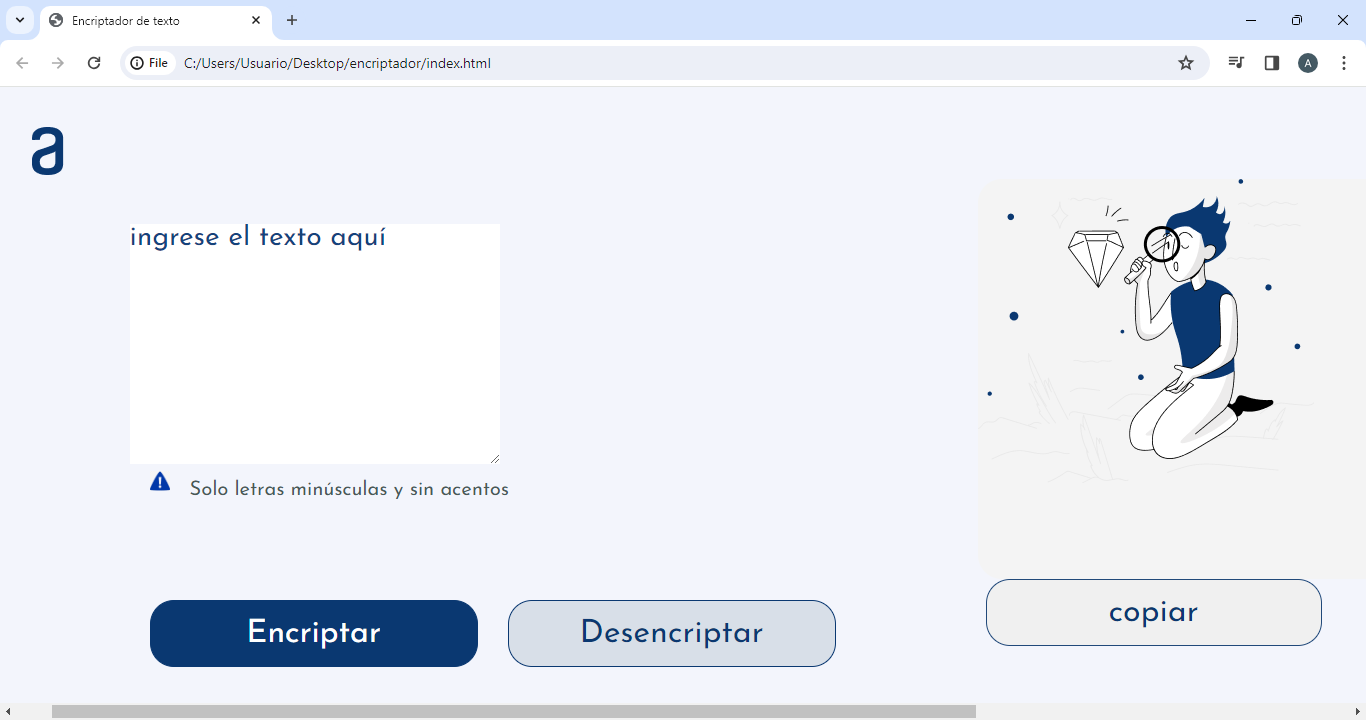 Encriptador de texto
File
C:/Users/Usuario/Desktop/encriptador/index.html
A
a
ingrese el texto aquí
Solo letras minúsculas y sin acentos
Encriptar
Desencriptar
copiar